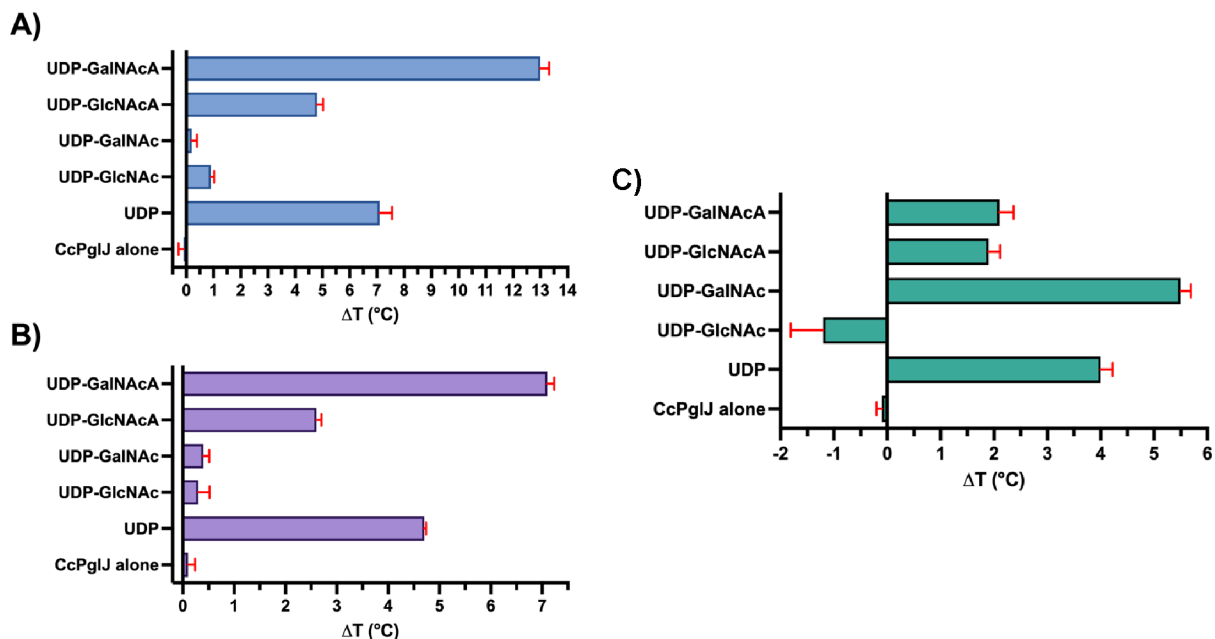 A)
UDP-GalNAcA
UDP-GlcNAcA
UDP-GalNAc
UDP-GlcNAc
UDP
CcPglJ alone
0 1 2 3 4 5 6 7 8 9 10 11 12 13 14
ΔT (°C)
B)
UDP-GalNAcA
UDP-GlcNAcA
UDP-GalNAc
UDP-GlcNAc
UDP
CcPglJ alone
0 1 2 3 4 5 6 7
ΔT (°C)
C)
UDP-GalNAcA
UDP-GlcNAcA
UDP-GalNAc
UDP-GlcNAc
UDP
CcPglJ alone
-2 -1 0 1 2 3 4 5 6
ΔT (°C)